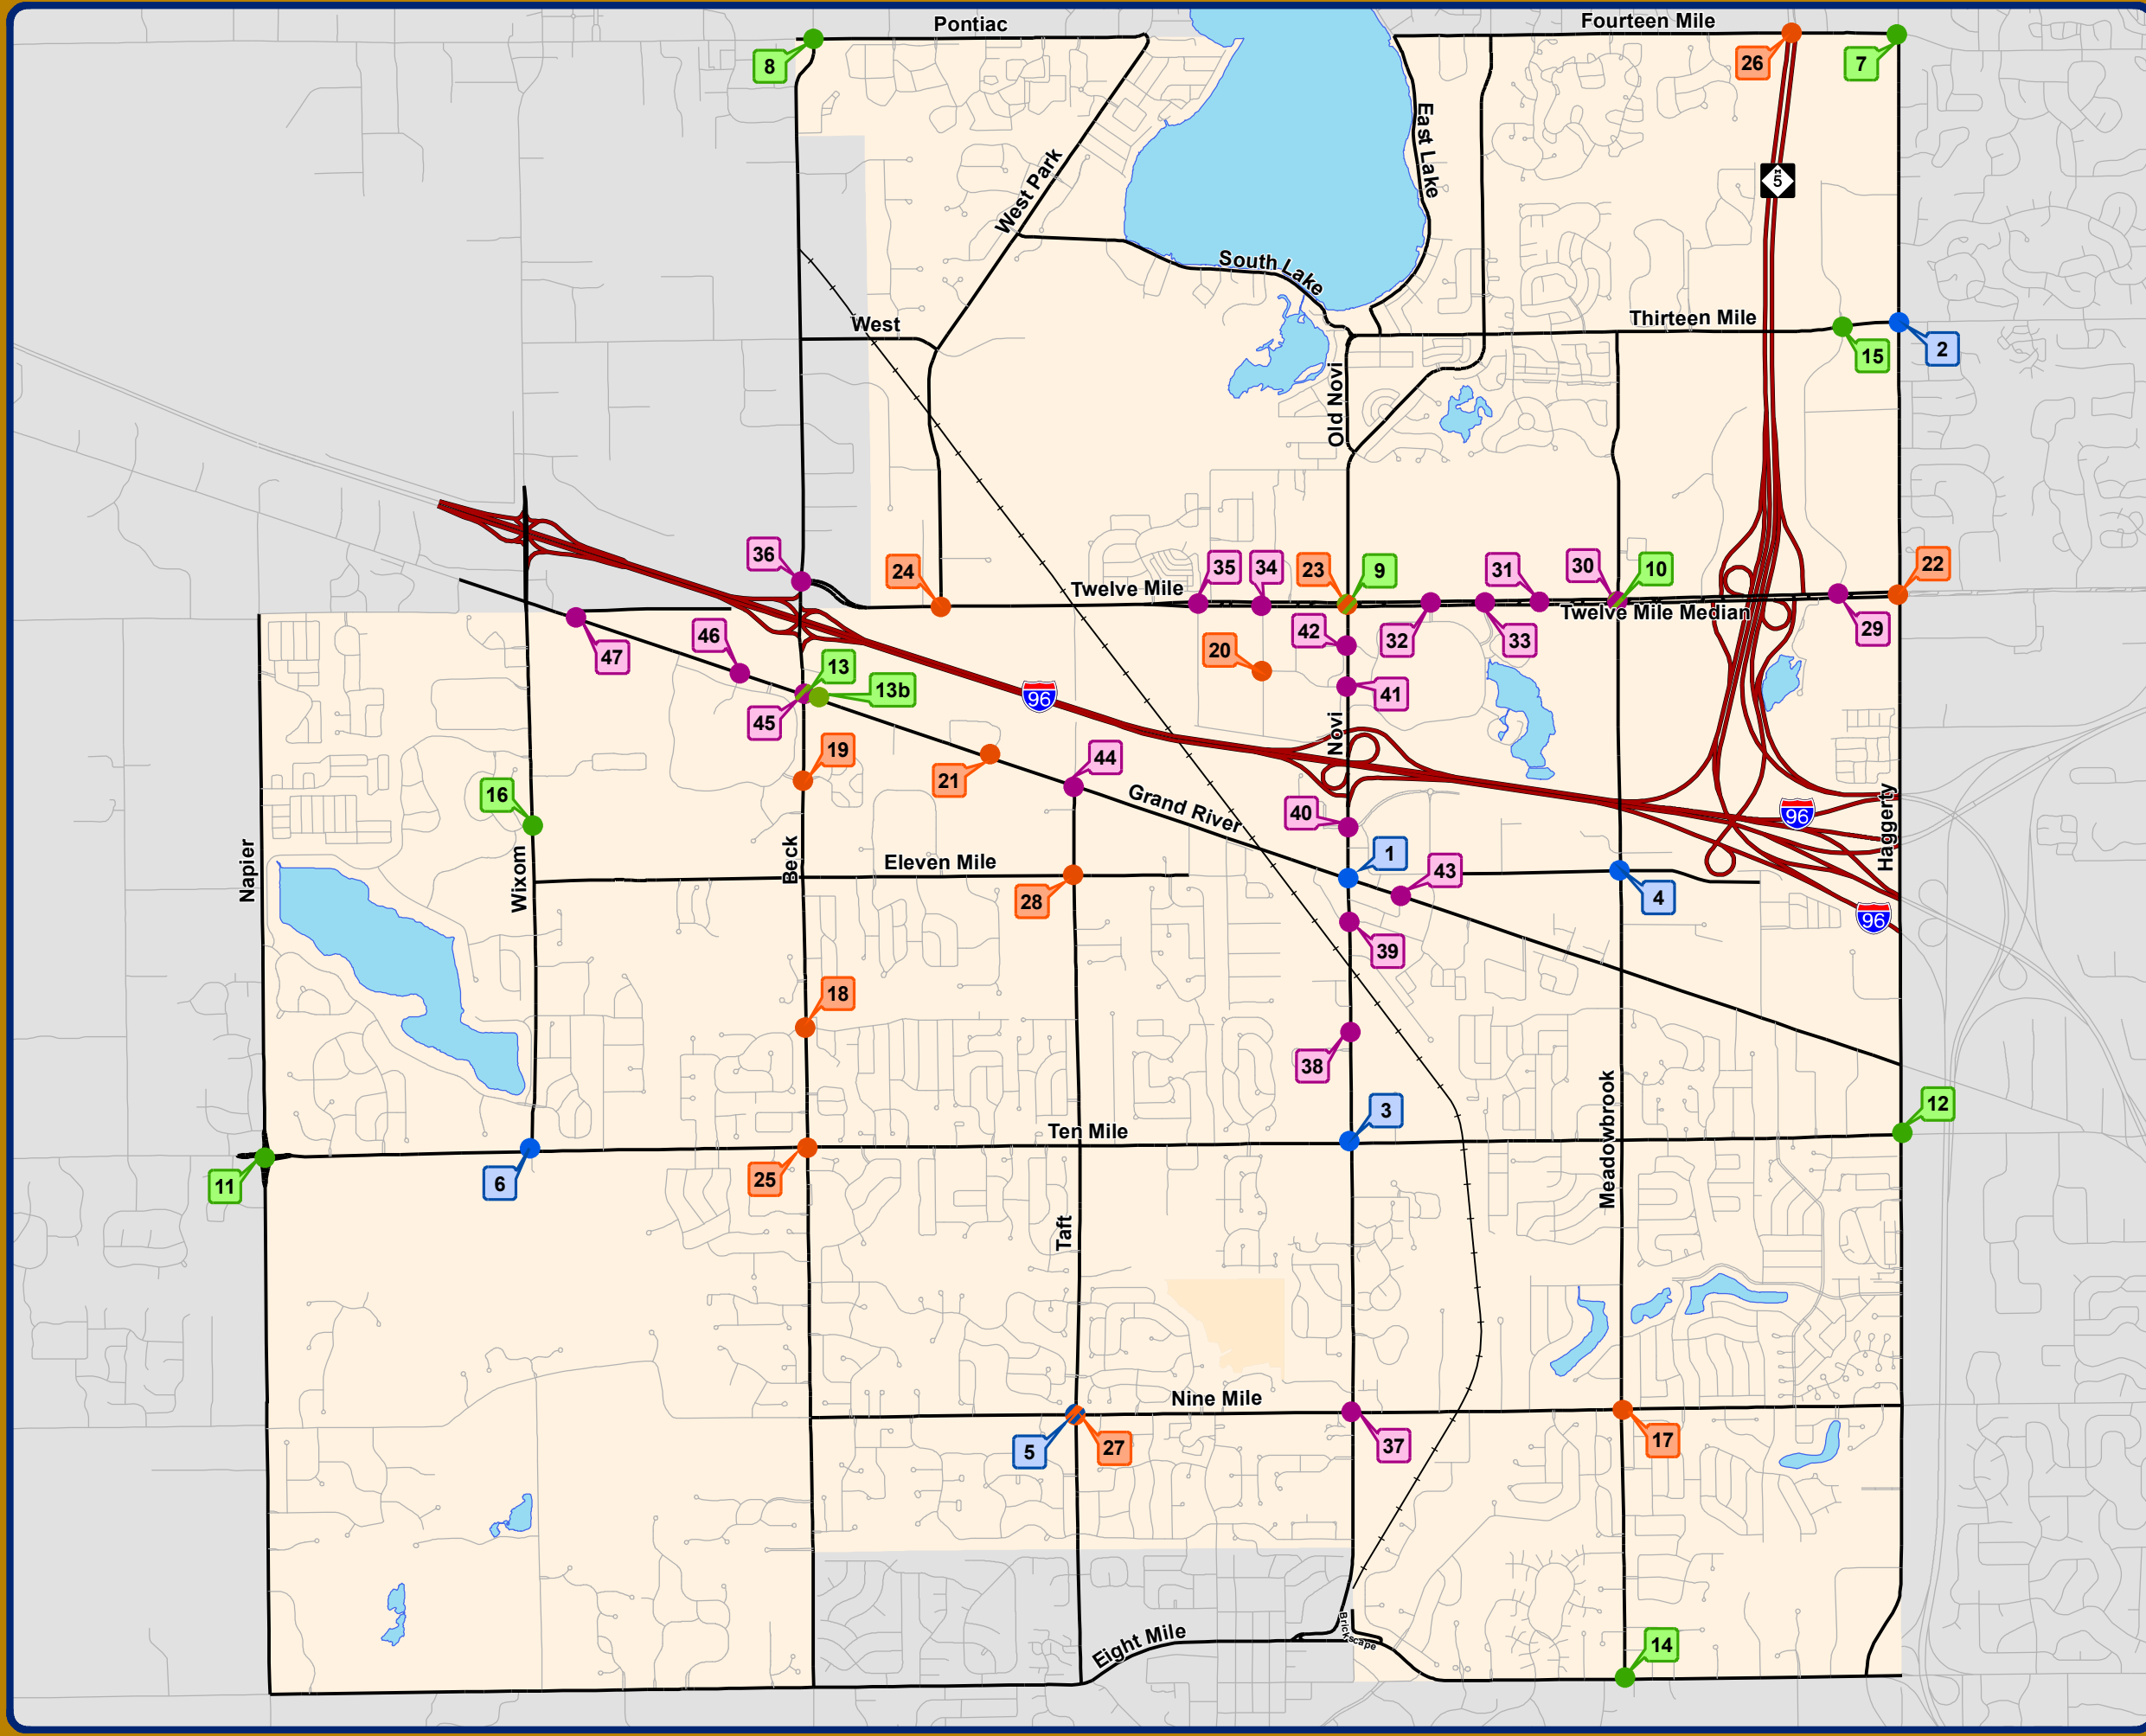 Pontiac
Fourteen Mile
8
26
7
East Lake
5
West Park
South Lake
West
Thirteen Mile
15
2
Old Novi
36
24
35
34
23
9
31
30
10
22
Twelve Mile
Twelve Mile Median
46
47
20
42
32
33
29
13
13b
45
96
41
Novi
19
21
44
16
Grand River
40
96
Haggerty
Napier
Wixom
Beck
Eleven Mile
1
43
28
4
96
39
18
38
Meadowbrook
12
3
Ten Mile
11
6
25
Taft
Nine Mile
5
27
37
17
Eight Mile
Brickscape
14